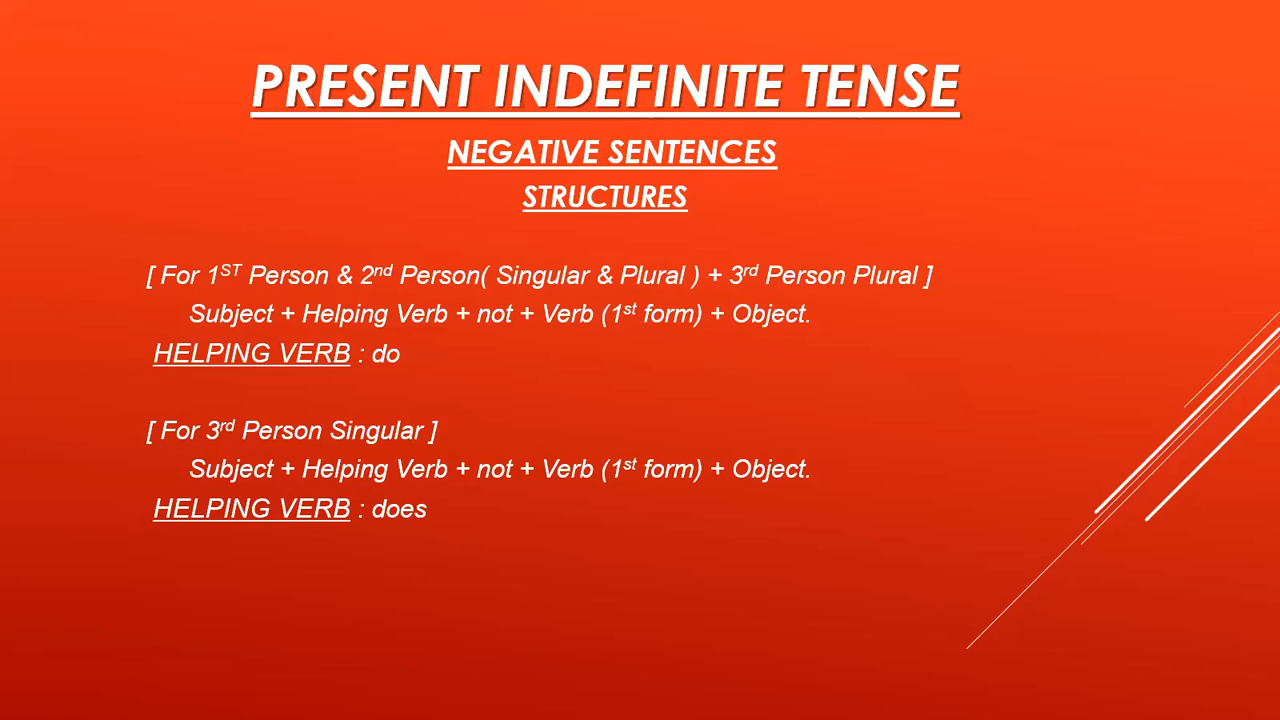 PRESENT INDEFINITE TENSE
NEGATIVE SENTENCES
STRUCTURES
[ For 1ST Person & 2nd Person( Singular & Plural ) + 3rd Person Plural ]
Subject + Helping Verb + not + Verb (1st form) + Object.
HELPING VERB : do
[ For 3rd Person Singular ]
Subject + Helping Verb + not + Verb (1st form) + Object.
HELPING VERB : does